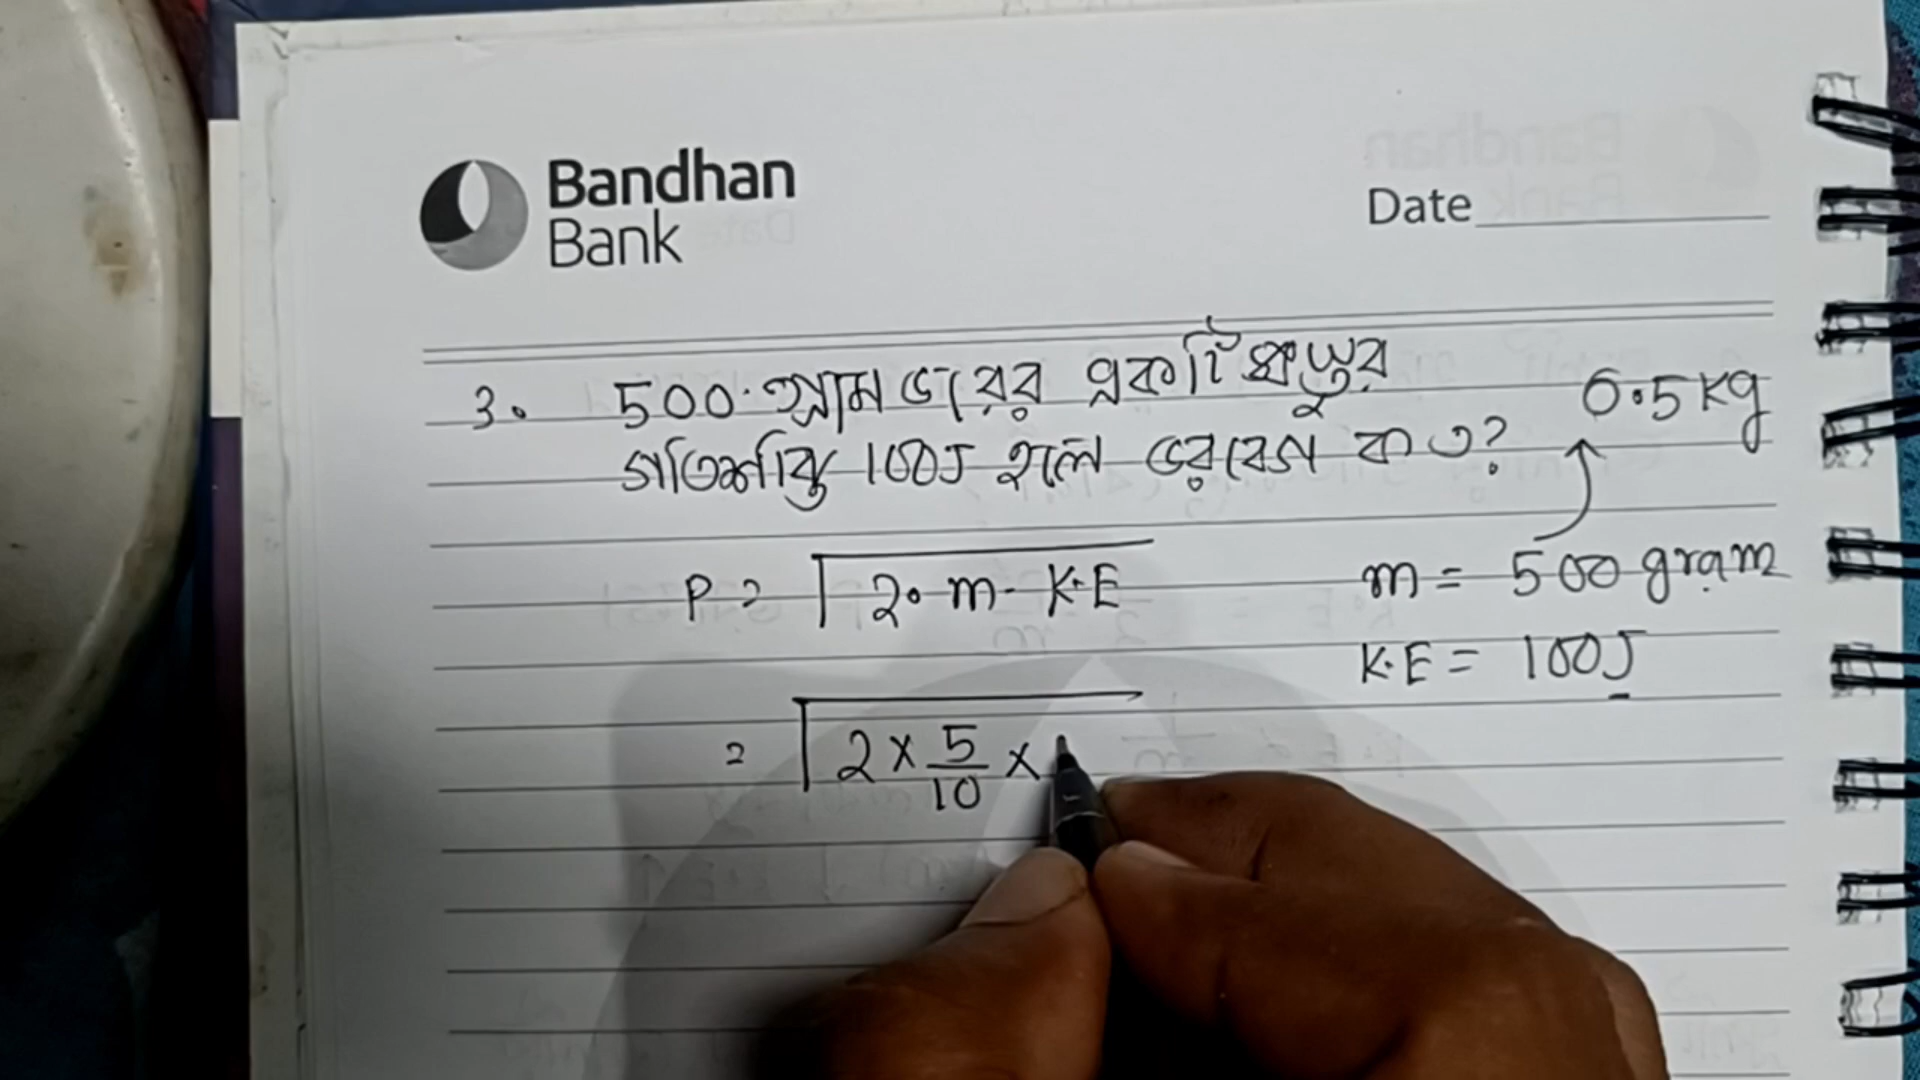 Bandhan
Bank
Date
3. 500 গ্রাম ভরের একটি বস্তুর
গতিশক্তি 100J হলে ভরবেগ কত?
0.5 kg
P = √2·m·K·E
m = 500 gram
K·E = 100J
= √2 × 5/10 ×